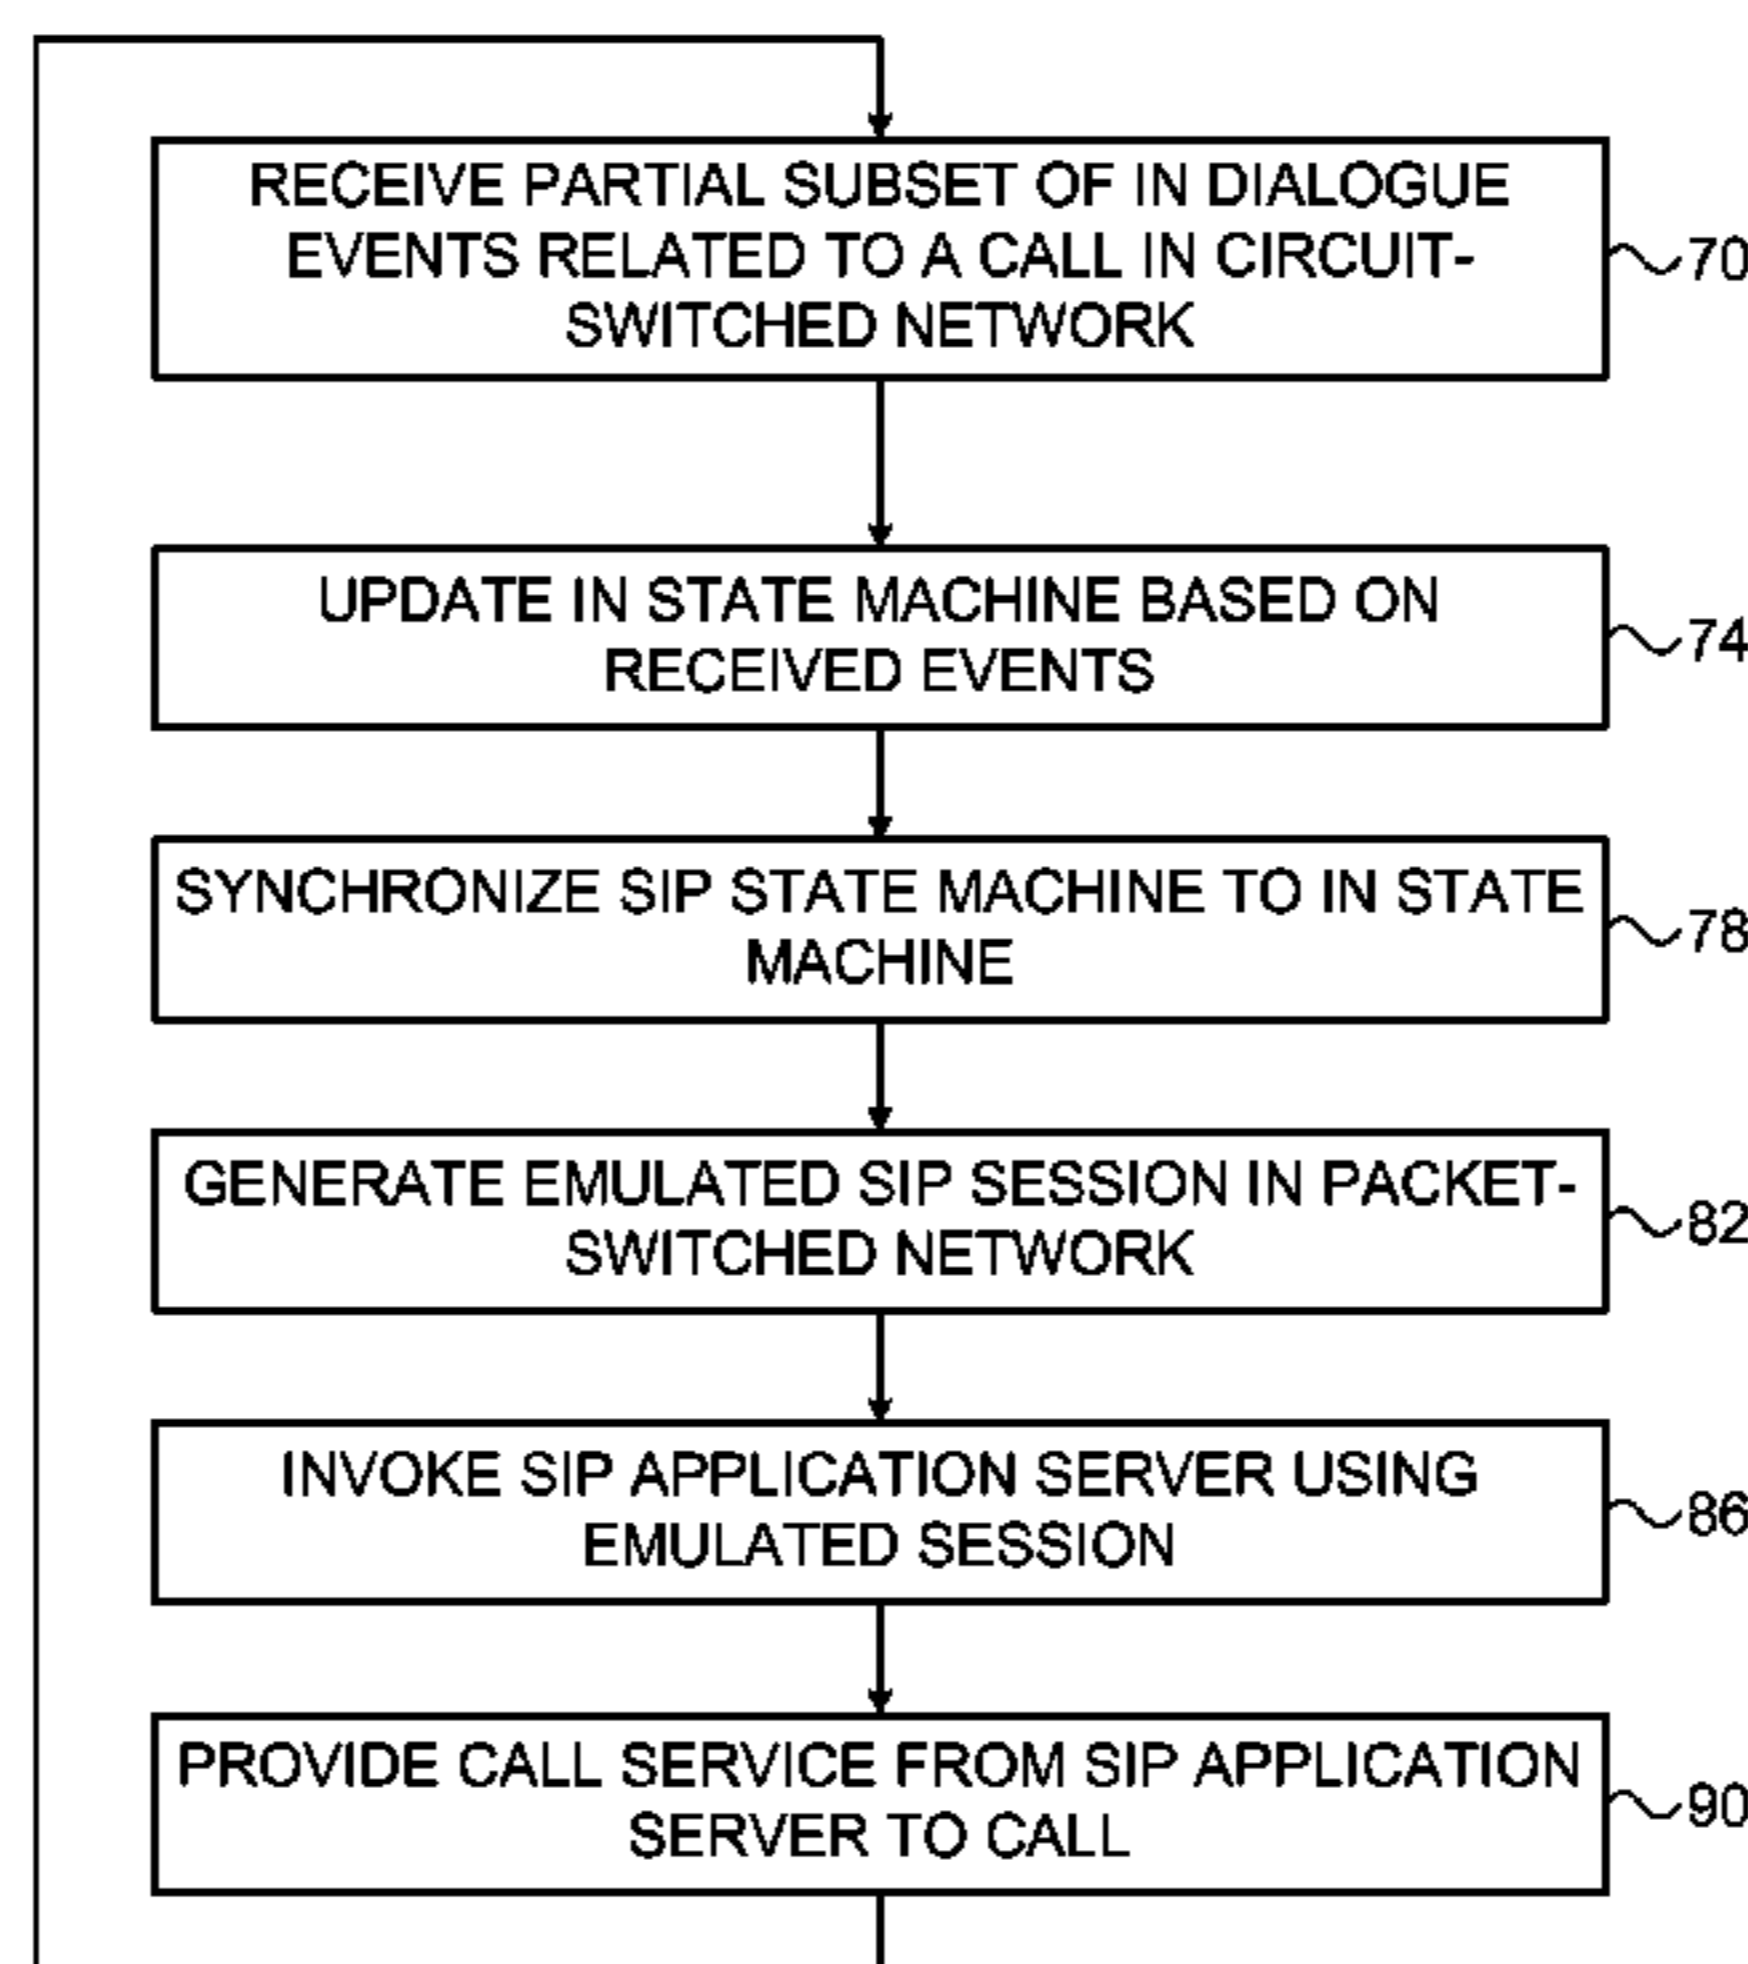 RECEIVE PARTIAL SUBSET OF IN DIALOGUE
EVENTS RELATED TO A CALL IN CIRCUIT-
SWITCHED NETWORK
70
UPDATE IN STATE MACHINE BASED ON
RECEIVED EVENTS
74
SYNCHRONIZE SIP STATE MACHINE TO IN STATE
MACHINE
78
GENERATE EMULATED SIP SESSION IN PACKET-
SWITCHED NETWORK
82
INVOKE SIP APPLICATION SERVER USING
EMULATED SESSION
86
PROVIDE CALL SERVICE FROM SIP APPLICATION
SERVER TO CALL
90